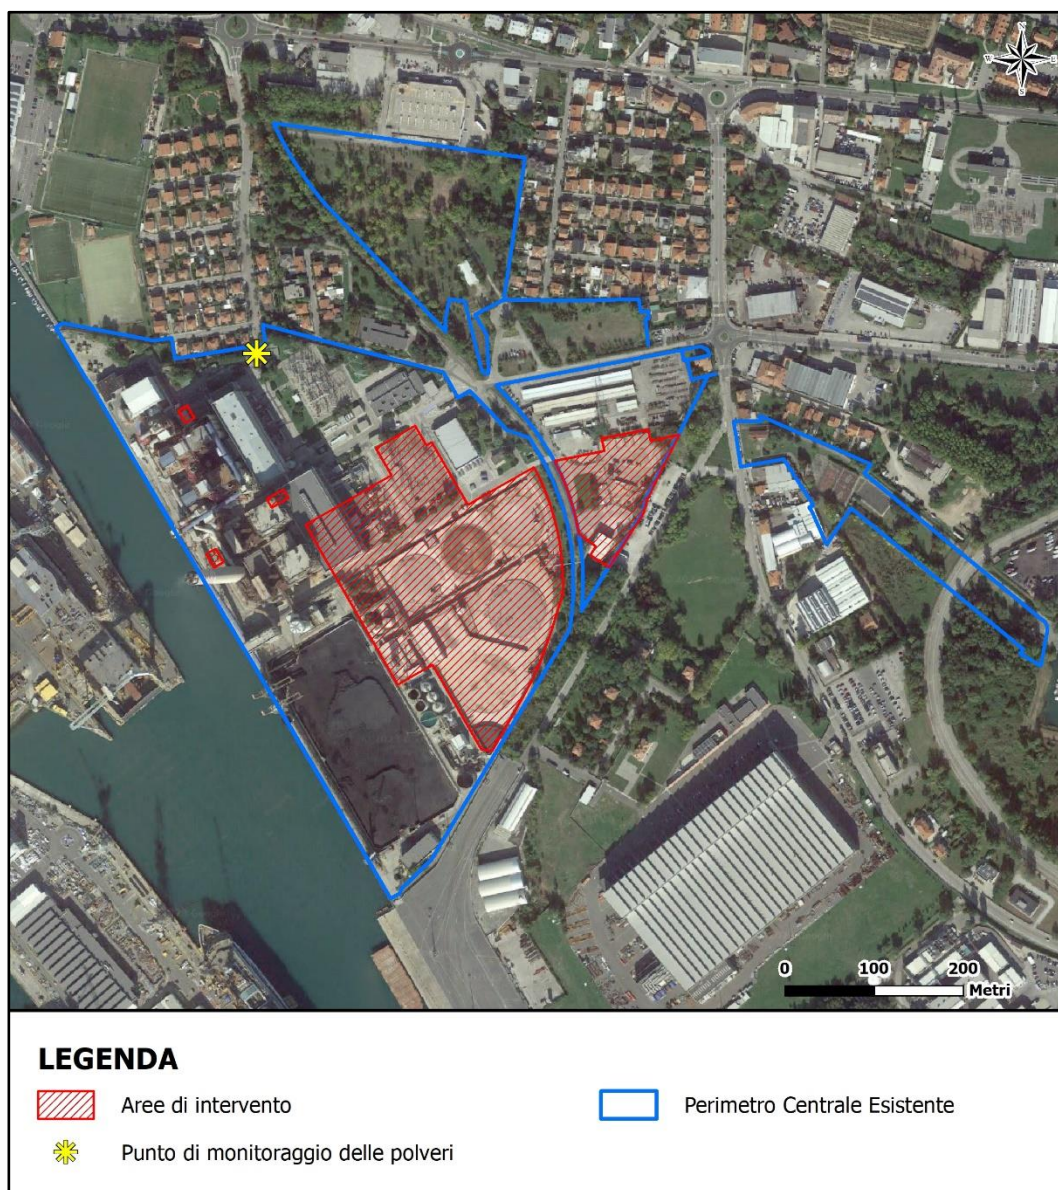 N
W E
S
0 100 200
Metri
LEGENDA
Aree di intervento
Perimetro Centrale Esistente
Punto di monitoraggio delle polveri